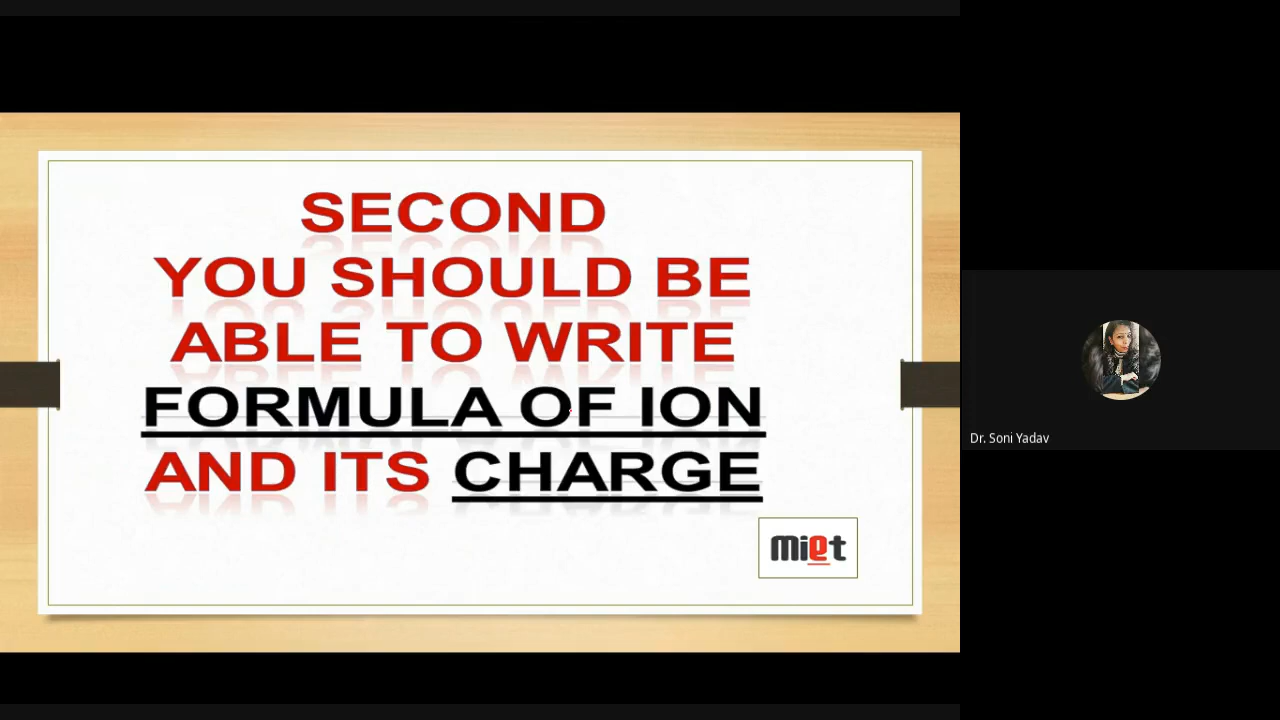 SECOND
YOU SHOULD BE
ABLE TO WRITE
FORMULA OF ION
AND ITS CHARGE
miet
Dr. Soni Yadav